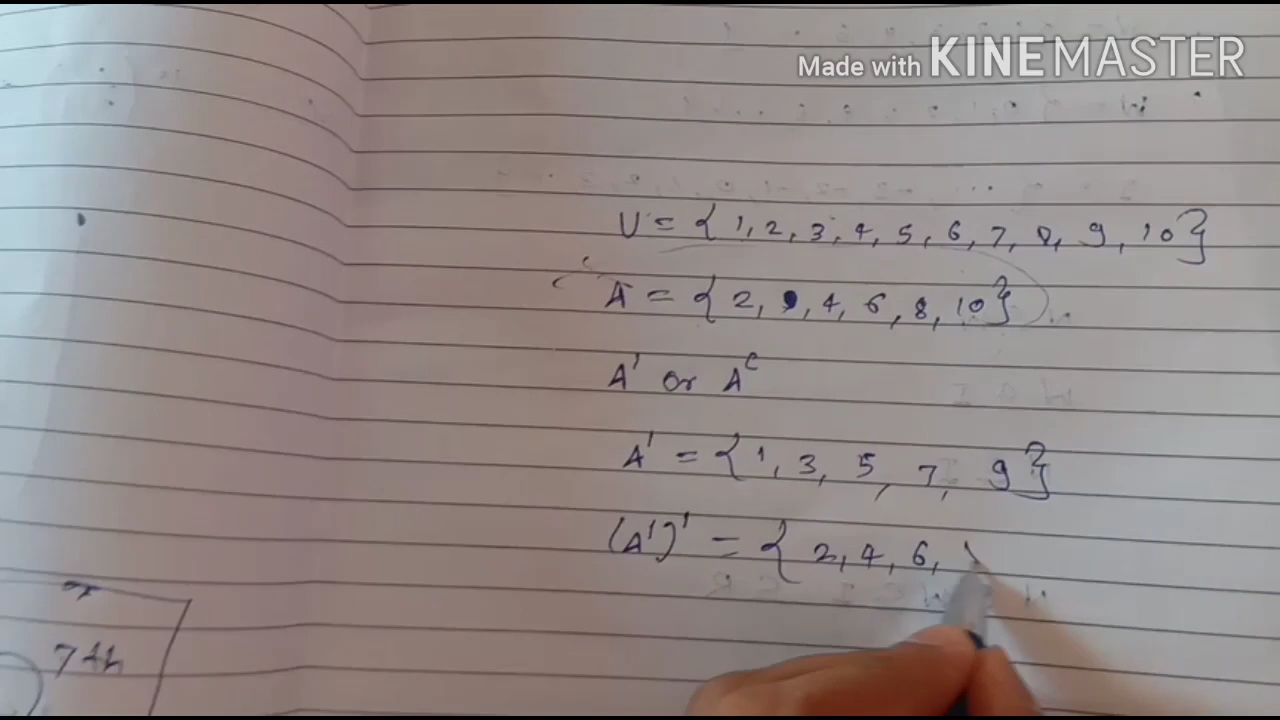 Made with KINEMASTER
U = { 1, 2, 3, 4, 5, 6, 7, 8, 9, 10}
A = { 2, 4, 6, 8, 10}
A' or A^c
A' = { 1, 3, 5, 7, 9}
(A')' = { 2, 4, 6,
7th